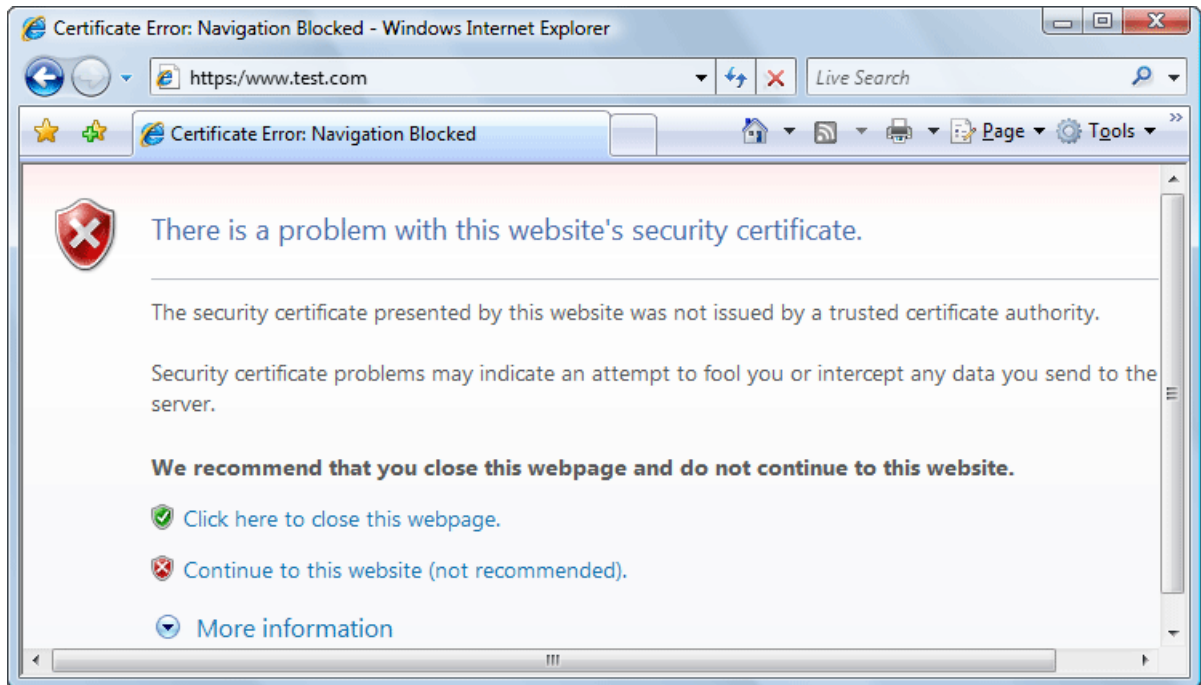 Certificate Error: Navigation Blocked - Windows Internet Explorer
https:/www.test.com
Live Search
Certificate Error: Navigation Blocked
Page
Tools
There is a problem with this website's security certificate.
The security certificate presented by this website was not issued by a trusted certificate authority.
Security certificate problems may indicate an attempt to fool you or intercept any data you send to the
server.
We recommend that you close this webpage and do not continue to this website.
Click here to close this webpage.
Continue to this website (not recommended).
More information